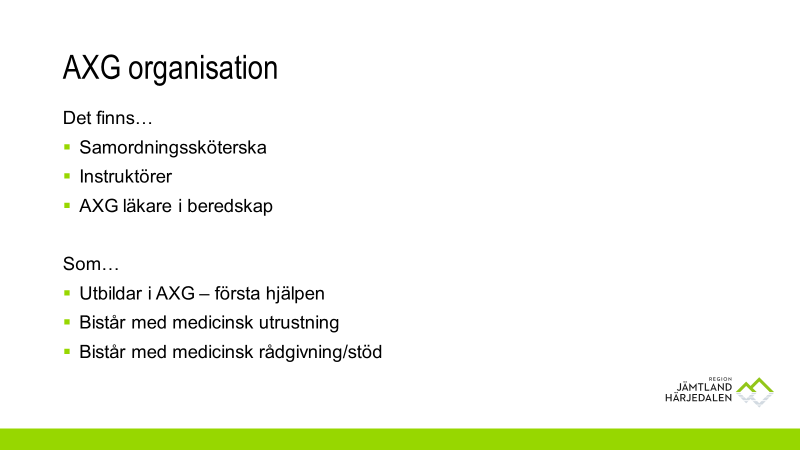 AXG organisation
Det finns…
▪ Samordningssköterska
▪ Instruktörer
▪ AXG läkare i beredskap
Som…
▪ Utbildar i AXG – första hjälpen
▪ Bistår med medicinsk utrustning
▪ Bistår med medicinsk rådgivning/stöd
REGION
JÄMTLAND
HÄRJEDALEN